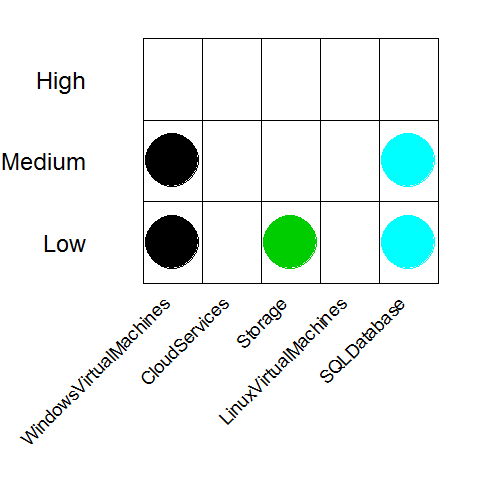 High
Medium
Low
WindowsVirtualMachines
CloudServices
Storage
LinuxVirtualMachines
SQLDatabase